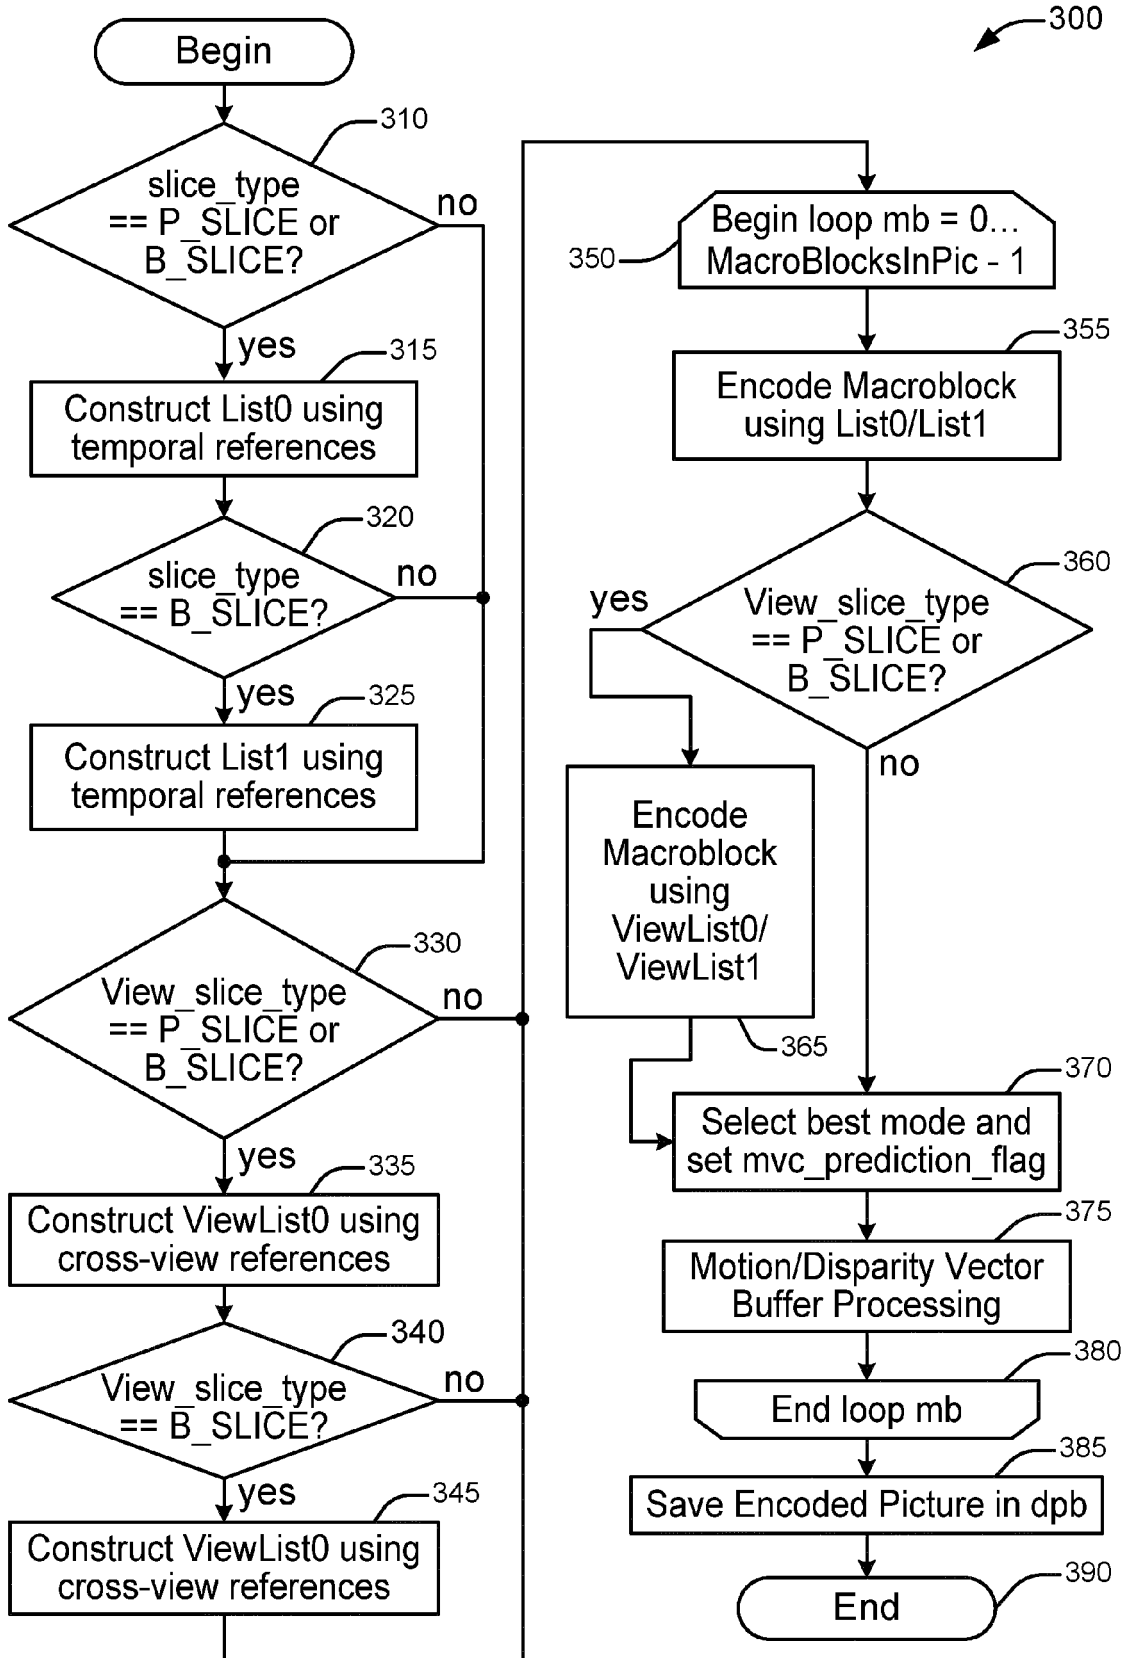 300
Begin
310
slice_type
== P_SLICE or
B_SLICE?
no
yes
315
Construct List0 using
temporal references
320
slice_type
== B_SLICE?
no
yes
325
Construct List1 using
temporal references
330
View_slice_type
== P_SLICE or
B_SLICE?
no
yes
335
Construct ViewList0 using
cross-view references
340
View_slice_type
== B_SLICE?
no
yes
345
Construct ViewList0 using
cross-view references
Begin loop mb = 0...
MacroBlocksInPic - 1
350
355
Encode Macroblock
using List0/List1
360
View_slice_type
== P_SLICE or
B_SLICE?
yes
no
Encode
Macroblock
using
ViewList0/
ViewList1
365
370
Select best mode and
set mvc_prediction_flag
375
Motion/Disparity Vector
Buffer Processing
380
End loop mb
385
Save Encoded Picture in dpb
390
End